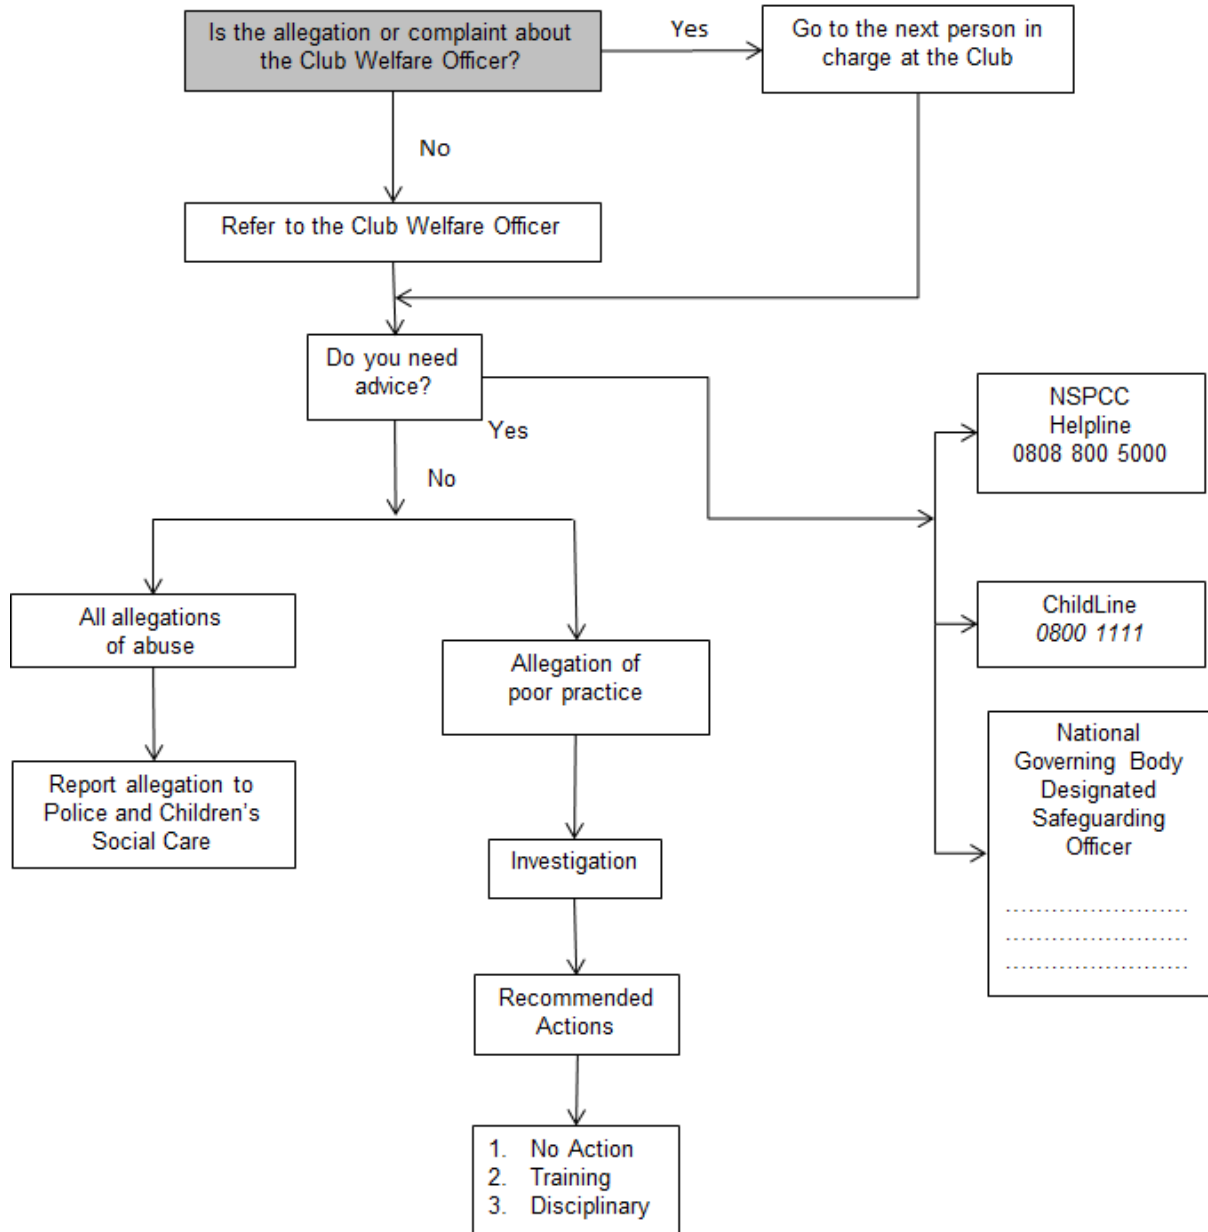 Is the allegation or complaint about
the Club Welfare Officer?
Yes
Go to the next person in
charge at the Club
No
Refer to the Club Welfare Officer
Do you need
advice?
Yes
No
NSPCC
Helpline
0808 800 5000
ChildLine
0800 1111
National
Governing Body
Designated
Safeguarding
Officer
........................
........................
........................
All allegations
of abuse
Report allegation to
Police and Children's
Social Care
Allegation of
poor practice
Investigation
Recommended
Actions
1. No Action
2. Training
3. Disciplinary